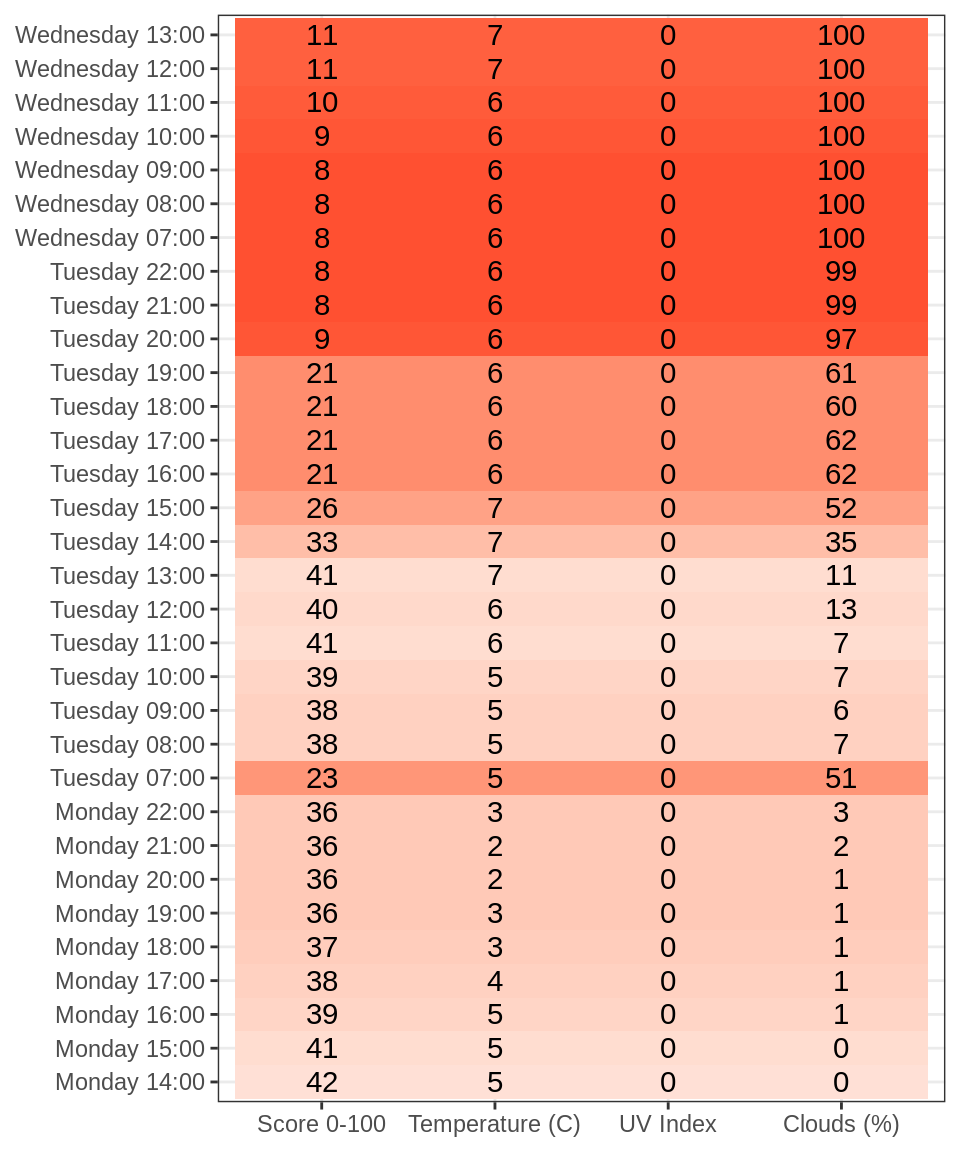 Wednesday 13:00 11 7 0 100
Wednesday 12:00 11 7 0 100
Wednesday 11:00 10 6 0 100
Wednesday 10:00 9 6 0 100
Wednesday 09:00 8 6 0 100
Wednesday 08:00 8 6 0 100
Wednesday 07:00 8 6 0 100
Tuesday 22:00 8 6 0 99
Tuesday 21:00 8 6 0 99
Tuesday 20:00 9 6 0 97
Tuesday 19:00 21 6 0 61
Tuesday 18:00 21 6 0 60
Tuesday 17:00 21 6 0 62
Tuesday 16:00 21 6 0 62
Tuesday 15:00 26 7 0 52
Tuesday 14:00 33 7 0 35
Tuesday 13:00 41 7 0 11
Tuesday 12:00 40 6 0 13
Tuesday 11:00 41 6 0 7
Tuesday 10:00 39 5 0 7
Tuesday 09:00 38 5 0 6
Tuesday 08:00 38 5 0 7
Tuesday 07:00 23 5 0 51
Monday 22:00 36 3 0 3
Monday 21:00 36 2 0 2
Monday 20:00 36 2 0 1
Monday 19:00 36 3 0 1
Monday 18:00 37 3 0 1
Monday 17:00 38 4 0 1
Monday 16:00 39 5 0 1
Monday 15:00 41 5 0 0
Monday 14:00 42 5 0 0
Score 0-100 Temperature (C) UV Index Clouds (%)